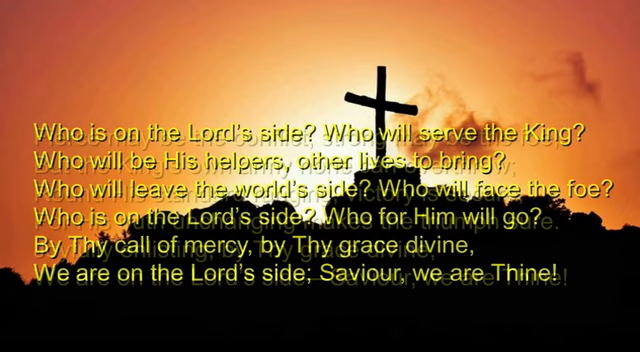 Who is on the Lord's side? Who will serve the King?
Who will be His helpers, other lives to bring?
Who will leave the world's side? Who will face the foe?
Who is on the Lord's side? Who for Him will go?
By Thy call of mercy, by Thy grace divine,
We are on the Lord's side; Saviour, we are Thine!